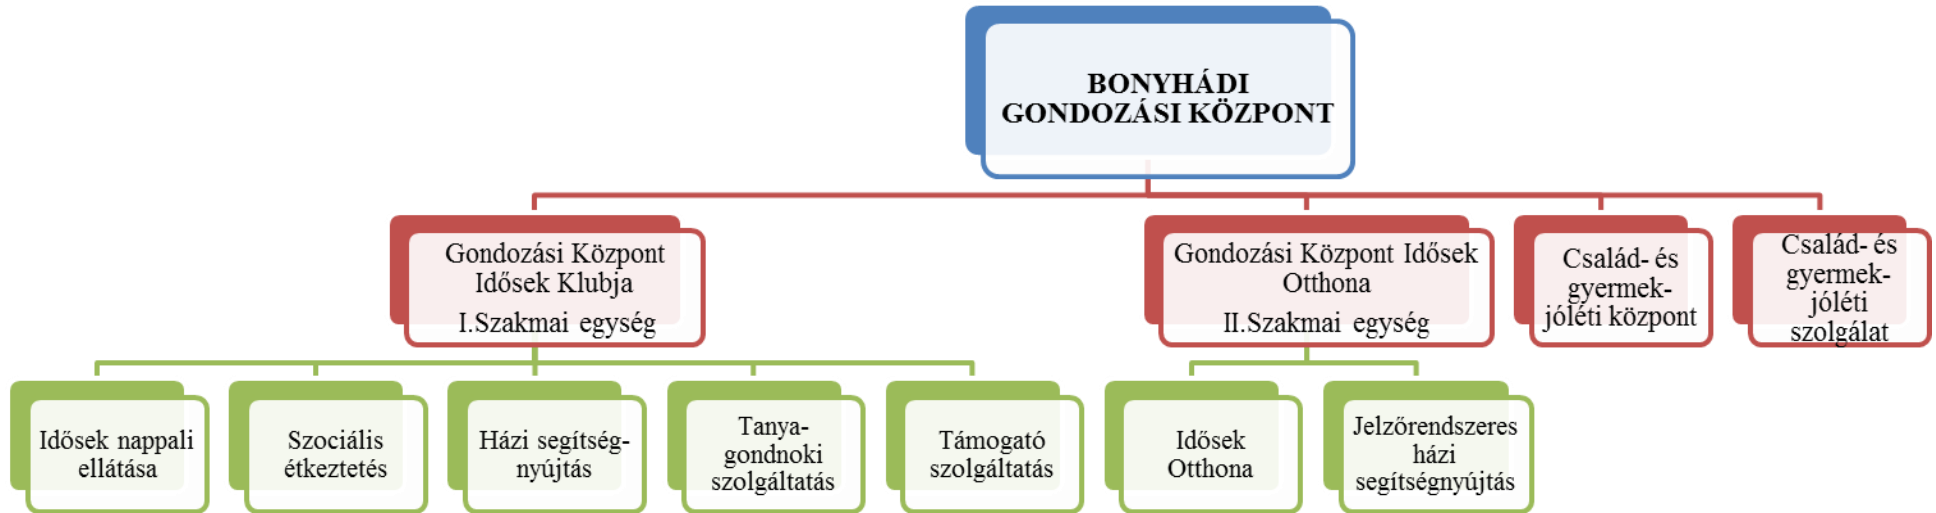 BONYHÁDI
GONDOZÁSI KÖZPONT
Gondozási Központ
Idősek Klubja
I.Szakmai egység
Gondozási Központ Idősek
Otthona
II.Szakmai egység
Család- és
gyermek-
jóléti központ
Család- és
gyermek-
jóléti
szolgálat
Idősek nappali
ellátása
Szociális
étkeztetés
Házi segítség-
nyújtás
Tanya-
gondnoki
szolgáltatás
Támogató
szolgáltatás
Idősek
Otthona
Jelzőrendszeres
házi
segítségnyújtás